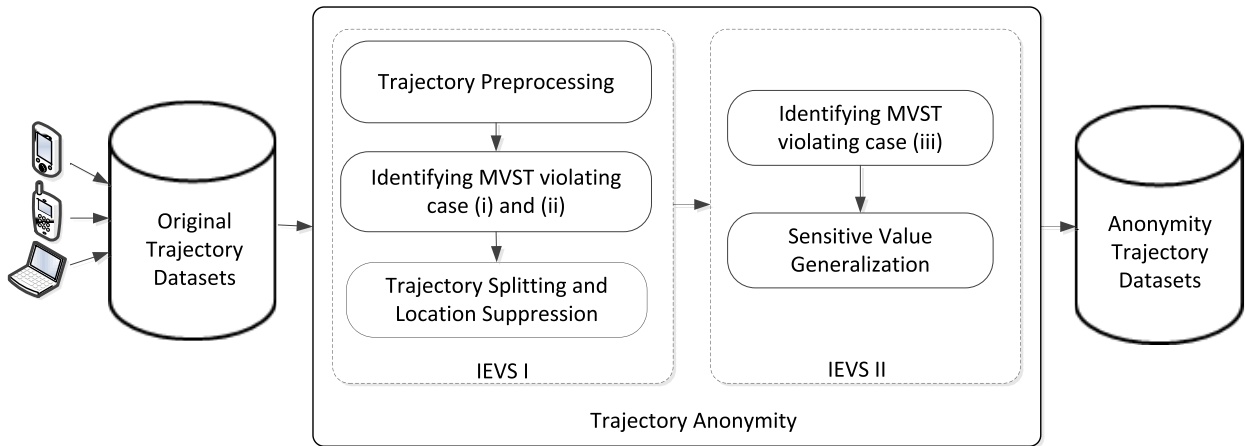 Original
Trajectory
Datasets
Trajectory Preprocessing
Identifying MVST violating
case (i) and (ii)
Trajectory Splitting and
Location Suppression
IEVS I
Identifying MVST
violating case (iii)
Sensitive Value
Generalization
IEVS II
Trajectory Anonymity
Anonymity
Trajectory
Datasets